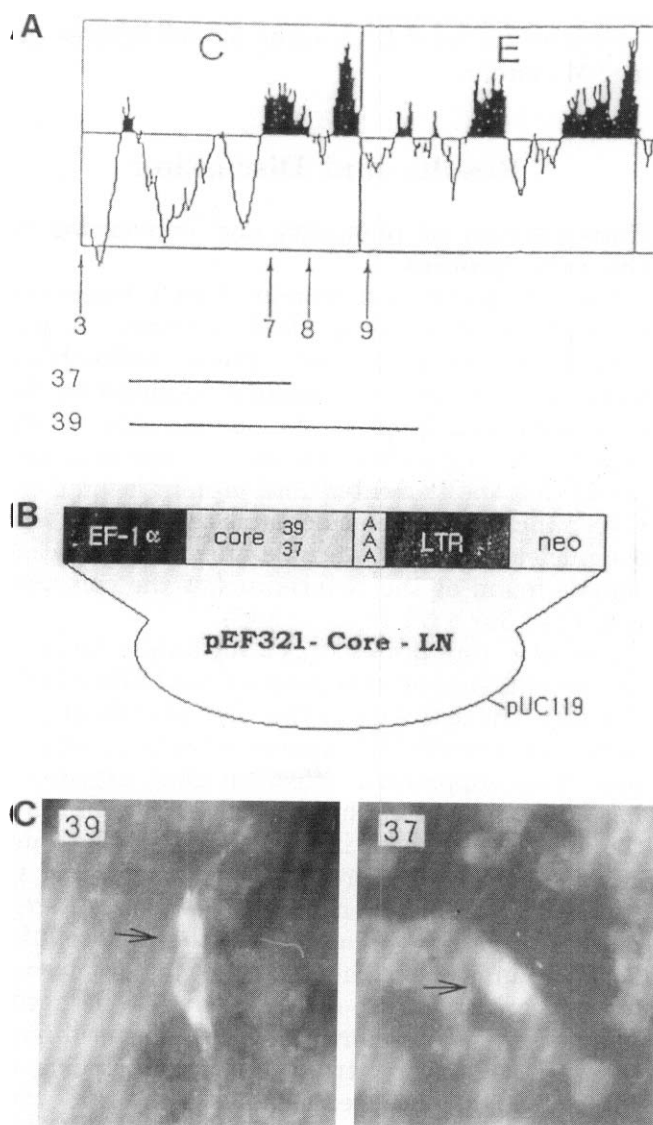 A
C E
3 7 8 9
37
39
B
EF-1α core 39 37 A A A LTR neo
pEF321- Core - LN
pUC119
C
39 37